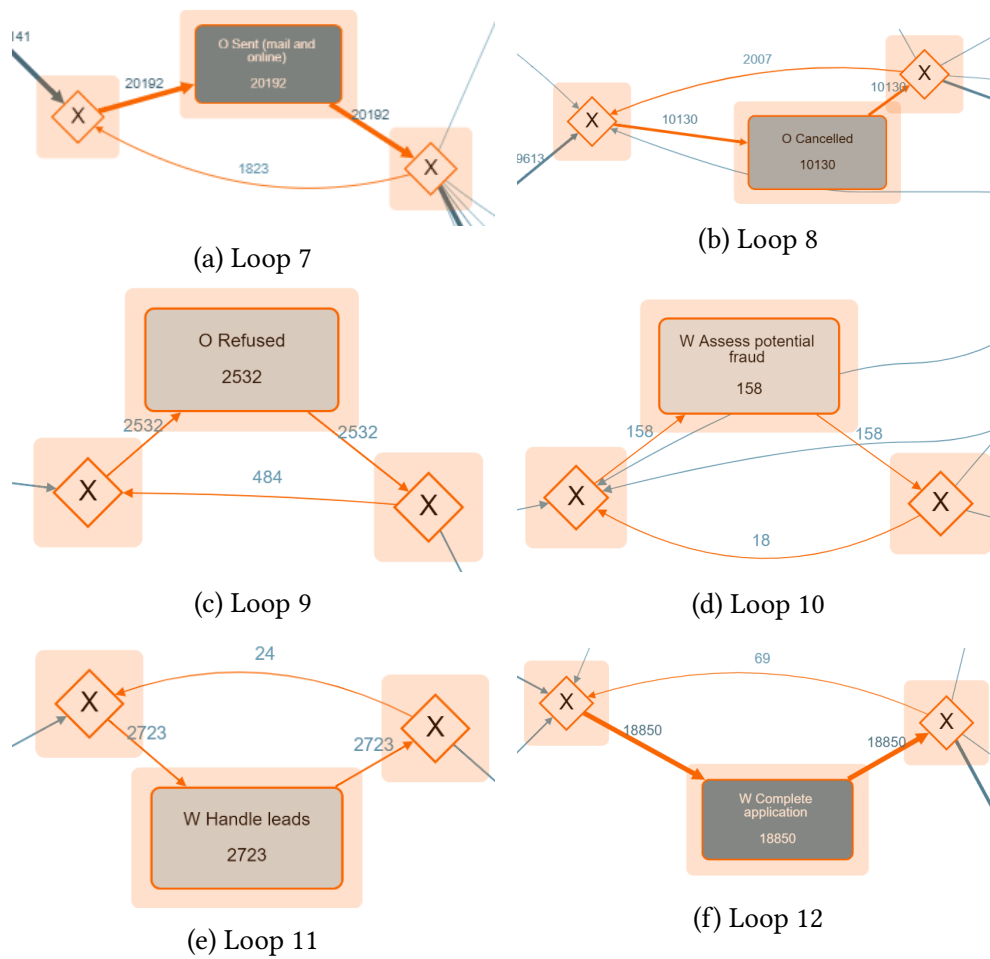 141
O Sent (mail and
online)
20192
20192
20192
X
X
1823
(a) Loop 7
2007
10130
10130
X
X
O Cancelled
10130
9613
(b) Loop 8
O Refused
2532
2532
2532
484
X
X
(c) Loop 9
W Assess potential
fraud
158
158
158
X
X
18
(d) Loop 10
24
X
X
2723
2723
W Handle leads
2723
(e) Loop 11
69
X
X
18850
18850
W Complete
application
18850
(f) Loop 12